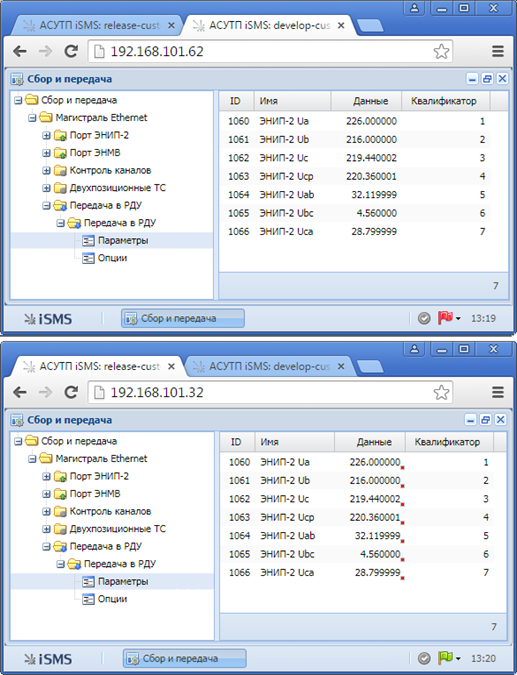 АСУТП iSMS: release-custo
АСУТП iSMS: develop-cus
192.168.101.62
Сбор и передача
Сбор и передача
Магистраль Ethernet
Порт ЭНИП-2
Порт ЭНМВ
Контроль каналов
Двухпозиционные ТС
Передача в РДУ
Передача в РДУ
Параметры
Опции
ID Имя Данные Квалификатор
1060 ЭНИП-2 Ua 226.000000 1
1061 ЭНИП-2 Ub 216.000000 2
1062 ЭНИП-2 Uc 219.440002 3
1063 ЭНИП-2 Ucp 220.360001 4
1064 ЭНИП-2 Uab 32.119999 5
1065 ЭНИП-2 Ubc 4.560000 6
1066 ЭНИП-2 Uca 28.799999 7
7
iSMS Сбор и передача 13:19
АСУТП iSMS: release-custo
АСУТП iSMS: develop-cus
192.168.101.32
Сбор и передача
Сбор и передача
Магистраль Ethernet
Порт ЭНИП-2
Порт ЭНМВ
Контроль каналов
Двухпозиционные ТС
Передача в РДУ
Передача в РДУ
Параметры
Опции
ID Имя Данные Квалификатор
1060 ЭНИП-2 Ua 226.000000 1
1061 ЭНИП-2 Ub 216.000000 2
1062 ЭНИП-2 Uc 219.440002 3
1063 ЭНИП-2 Ucp 220.360001 4
1064 ЭНИП-2 Uab 32.119999 5
1065 ЭНИП-2 Ubc 4.560000 6
1066 ЭНИП-2 Uca 28.799999 7
7
iSMS Сбор и передача 13:20